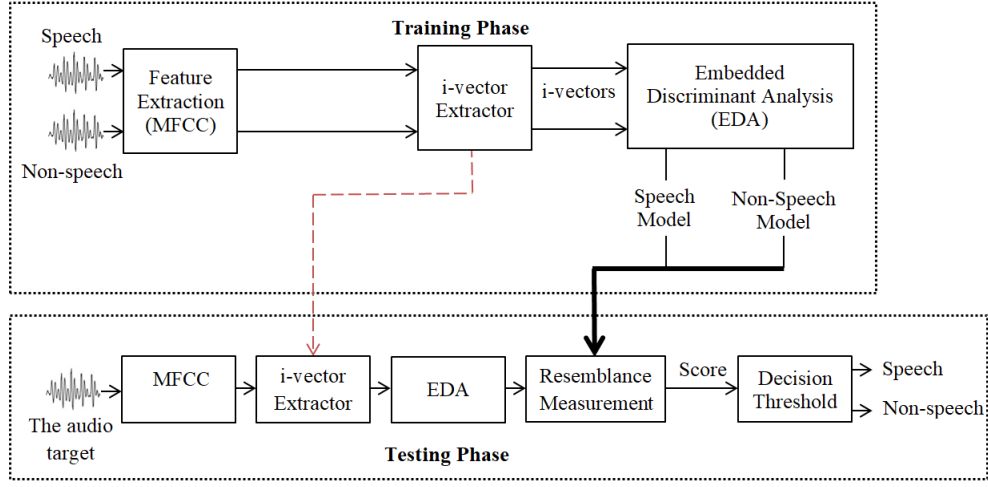 Training Phase
Speech
Non-speech
Feature
Extraction
(MFCC)
i-vector
Extractor
i-vectors
Embedded
Discriminant Analysis
(EDA)
Speech
Model
Non-Speech
Model
The audio
target
MFCC
i-vector
Extractor
EDA
Resemblance
Measurement
Score
Decision
Threshold
Speech
Non-speech
Testing Phase